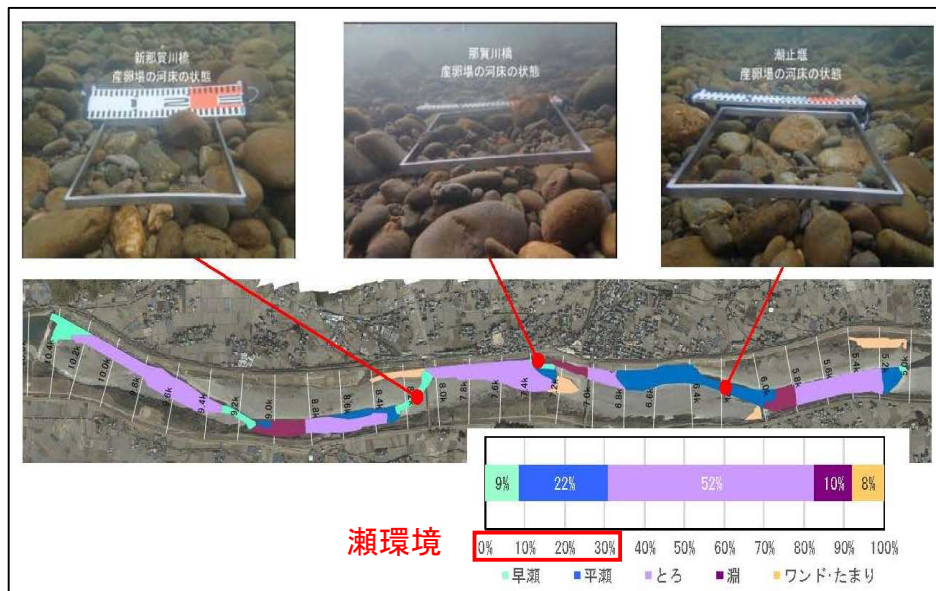 新那賀川橋
産卵場の河床の状態
那賀川橋
産卵場の河床の状態
潮止堰
産卵場の河床の状態
10.4k
10.2k
10.0k
9.8k
9.6k
9.4k
9.2k
9.0k
8.8k
8.6k
8.4k
8.0k
7.8k
7.6k
7.4k
7.2k
7.0k
6.8k
6.6k
6.4k
6.0k
5.8k
5.6k
5.4k
5.2k
5.0k
9% 22% 52% 10% 8%
瀬環境
0% 10% 20% 30% 40% 50% 60% 70% 80% 90% 100%
早瀬 平瀬 とろ 淵 ワンド・たまり